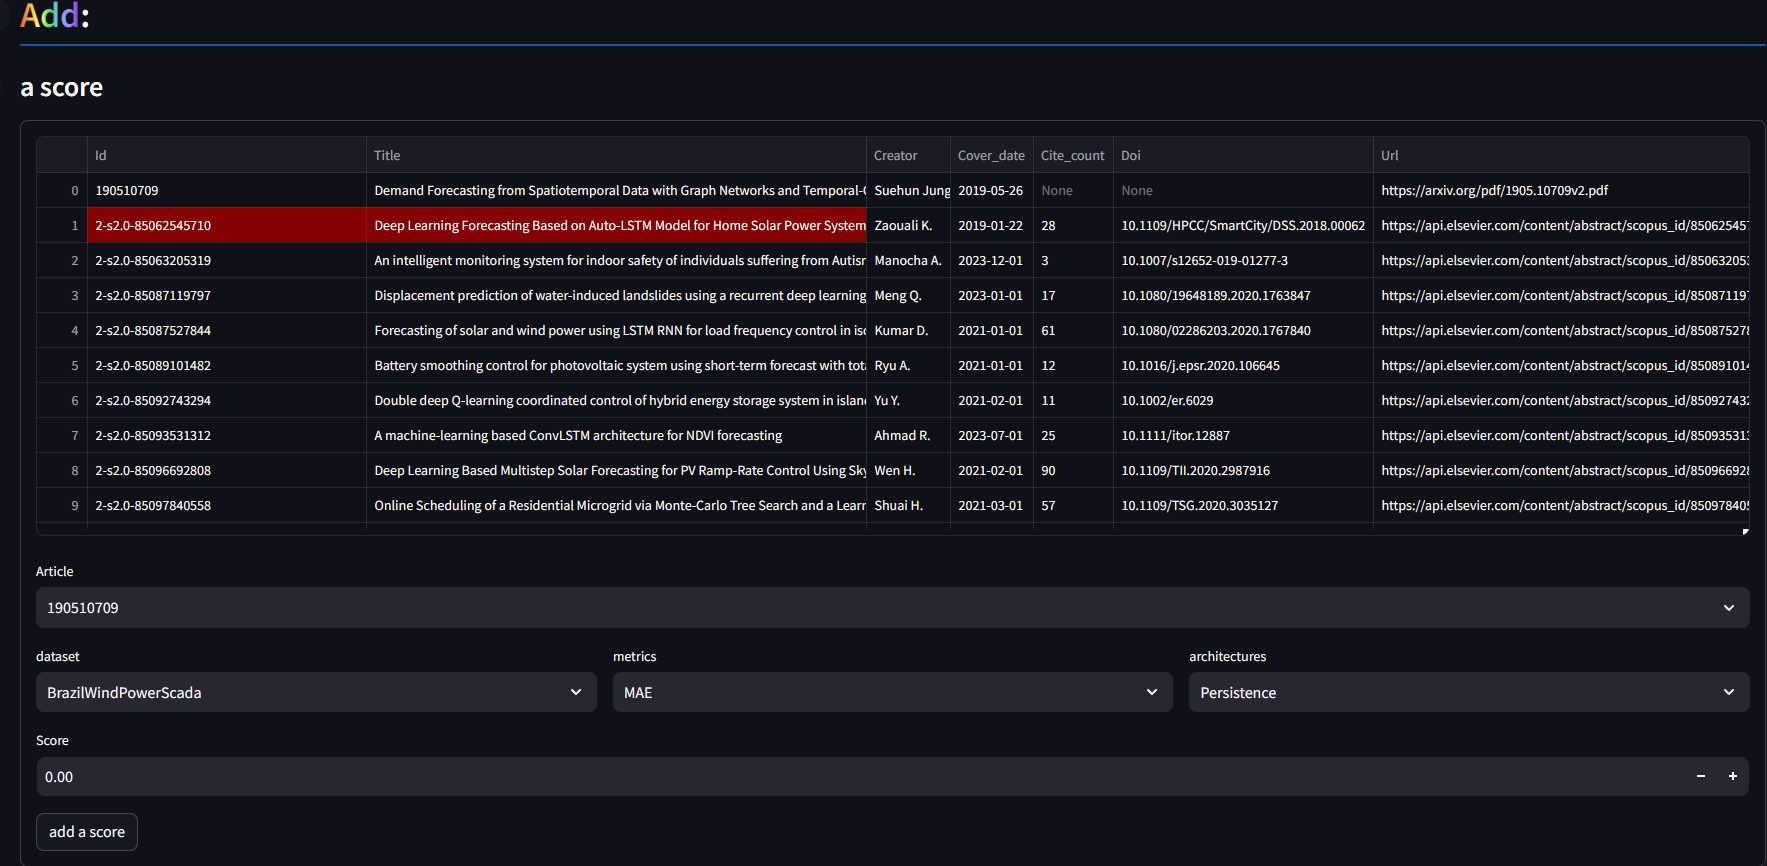 Add:
a score
Id Title Creator Cover_date Cite_count Doi Url
0 190510709 Demand Forecasting from Spatiotemporal Data with Graph Networks and Temporal- Suehun Jung 2019-05-26 None None https://arxiv.org/pdf/1905.10709v2.pdf
1 2-s2.0-85062545710 Deep Learning Forecasting Based on Auto-LSTM Model for Home Solar Power System Zaouali K. 2019-01-22 28 10.1109/HPCC/SmartCity/DSS.2018.00062 https://api.elsevier.com/content/abstract/scopus_id/85062545
2 2-s2.0-85063205319 An intelligent monitoring system for indoor safety of individuals suffering from Autis Manocha A. 2023-12-01 3 10.1007/s12652-019-01277-3 https://api.elsevier.com/content/abstract/scopus_id/85063205
3 2-s2.0-85087119797 Displacement prediction of water-induced landslides using a recurrent deep learning Meng Q. 2023-01-01 17 10.1080/19648189.2020.1763847 https://api.elsevier.com/content/abstract/scopus_id/85087119
4 2-s2.0-85087527844 Forecasting of solar and wind power using LSTM RNN for load frequency control in iso Kumar D. 2021-01-01 61 10.1080/02286203.2020.1767840 https://api.elsevier.com/content/abstract/scopus_id/85087527
5 2-s2.0-85089101482 Battery smoothing control for photovoltaic system using short-term forecast with tota Ryu A. 2021-01-01 12 10.1016/j.epsr.2020.106645 https://api.elsevier.com/content/abstract/scopus_id/85089101
6 2-s2.0-85092743294 Double deep Q-learning coordinated control of hybrid energy storage system in islan Yu Y. 2021-02-01 11 10.1002/er.6029 https://api.elsevier.com/content/abstract/scopus_id/85092743
7 2-s2.0-85093531312 A machine-learning based ConvLSTM architecture for NDVI forecasting Ahmad R. 2023-07-01 25 10.1111/itor.12887 https://api.elsevier.com/content/abstract/scopus_id/85093531
8 2-s2.0-85096692808 Deep Learning Based Multistep Solar Forecasting for PV Ramp-Rate Control Using Sky Wen H. 2021-02-01 90 10.1109/TII.2020.2987916 https://api.elsevier.com/content/abstract/scopus_id/85096692
9 2-s2.0-85097840558 Online Scheduling of a Residential Microgrid via Monte-Carlo Tree Search and a Learn Shuai H. 2021-03-01 57 10.1109/TSG.2020.3035127 https://api.elsevier.com/content/abstract/scopus_id/85097840
Article
190510709
dataset metrics architectures
BrazilWindPowerScada MAE Persistence
Score
0.00 − +
add a score